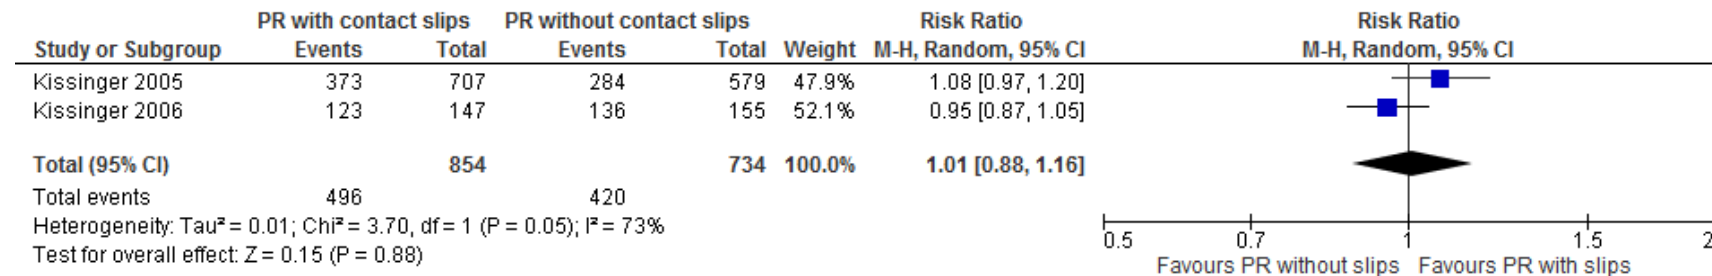 PR with contact slips PR without contact slips Risk Ratio Risk Ratio
Study or Subgroup Events Total Events Total Weight M-H, Random, 95% CI M-H, Random, 95% CI
Kissinger 2005 373 707 284 579 47.9% 1.08 [0.97, 1.20]
Kissinger 2006 123 147 136 155 52.1% 0.95 [0.87, 1.05]
Total (95% CI) 854 734 100.0% 1.01 [0.88, 1.16]
Total events 496 420
Heterogeneity: Tau² = 0.01; Chi² = 3.70, df = 1 (P = 0.05); I² = 73%
Test for overall effect: Z = 0.15 (P = 0.88)
0.5 0.7 1 1.5 2
Favours PR without slips Favours PR with slips